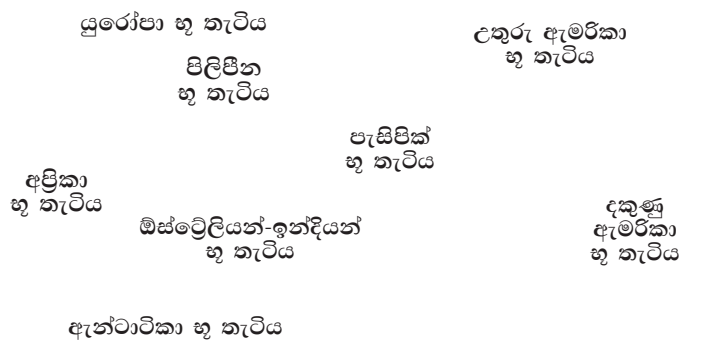 යුරෝපා භූ තැටිය
උතුරු ඇමරිකා
භූ තැටිය
පිලිපීන
භූ තැටිය
පැසිපික්
භූ තැටිය
අප්‍රිකා
භූ තැටිය
ඕස්ට්‍රේලියන්-ඉන්දියන්
භූ තැටිය
දකුණු
ඇමරිකා
භූ තැටිය
ඇන්ටාටිකා භූ තැටිය